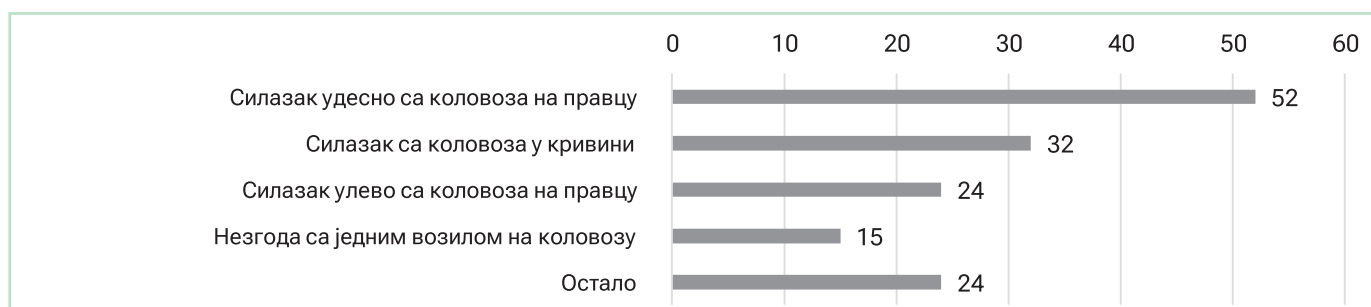 0 10 20 30 40 50 60
Силазак удесно са коловоза на правцу 52
Силазак са коловоза у кривини 32
Силазак улево са коловоза на правцу 24
Незгода са једним возилом на коловозу 15
Остало 24